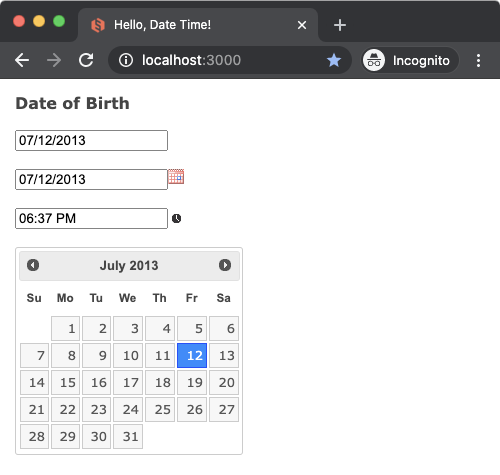 Hello, Date Time!
localhost:3000
Incognito
Date of Birth
07/12/2013
07/12/2013
06:37 PM
July 2013
Su Mo Tu We Th Fr Sa
1 2 3 4 5 6
7 8 9 10 11 12 13
14 15 16 17 18 19 20
21 22 23 24 25 26 27
28 29 30 31